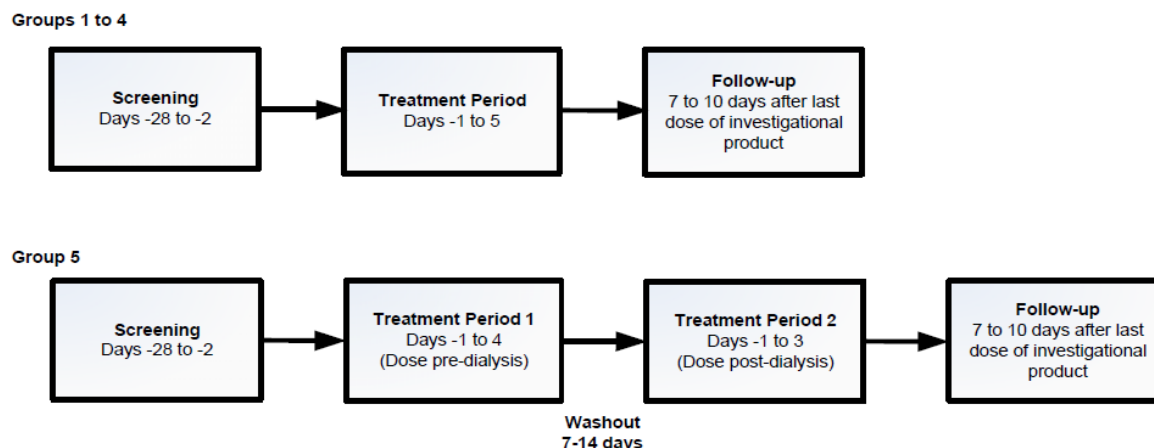 Groups 1 to 4
Screening
Days -28 to -2
Treatment Period
Days -1 to 5
Follow-up
7 to 10 days after last
dose of investigational
product
Group 5
Screening
Days -28 to -2
Treatment Period 1
Days -1 to 4
(Dose pre-dialysis)
Treatment Period 2
Days -1 to 3
(Dose post-dialysis)
Follow-up
7 to 10 days after last
dose of investigational
product
Washout
7-14 days